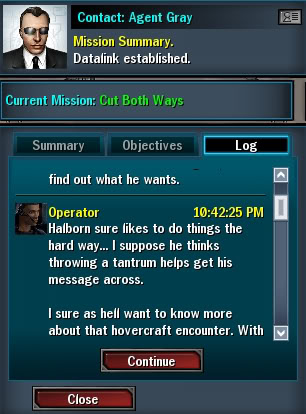 Contact: Agent Gray
Mission Summary.
Datalink established.
Current Mission: Cut Both Ways
Summary Objectives Log
find out what he wants.
Operator 10:42:25 PM
Halborn sure likes to do things the
hard way... I suppose he thinks
throwing a tantrum helps get his
message across.
I sure as hell want to know more
about that hovercraft encounter. With
Continue
Close